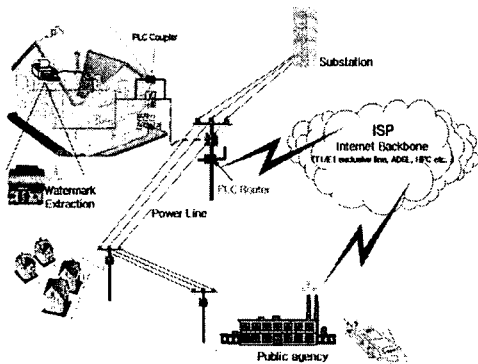 PLC Coupler
Substation
ISP
Internet Backbone
(T1/E1 exclusive line, ADSL, HFC etc.)
PLC Router
Watermark
Extraction
Power Line
Public agency